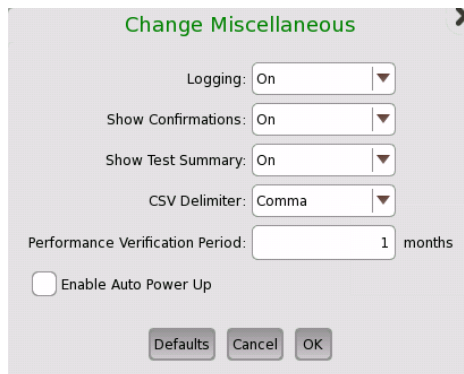 Change Miscellaneous
Logging: On
Show Confirmations: On
Show Test Summary: On
CSV Delimiter: Comma
Performance Verification Period: 1 months
Enable Auto Power Up
Defaults Cancel OK